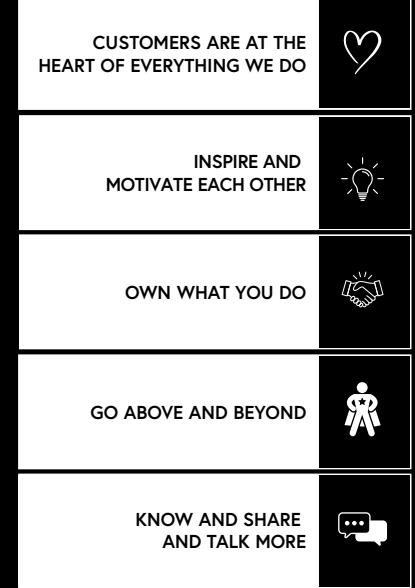 CUSTOMERS ARE AT THE
HEART OF EVERYTHING WE DO
INSPIRE AND
MOTIVATE EACH OTHER
OWN WHAT YOU DO
GO ABOVE AND BEYOND
KNOW AND SHARE
AND TALK MORE